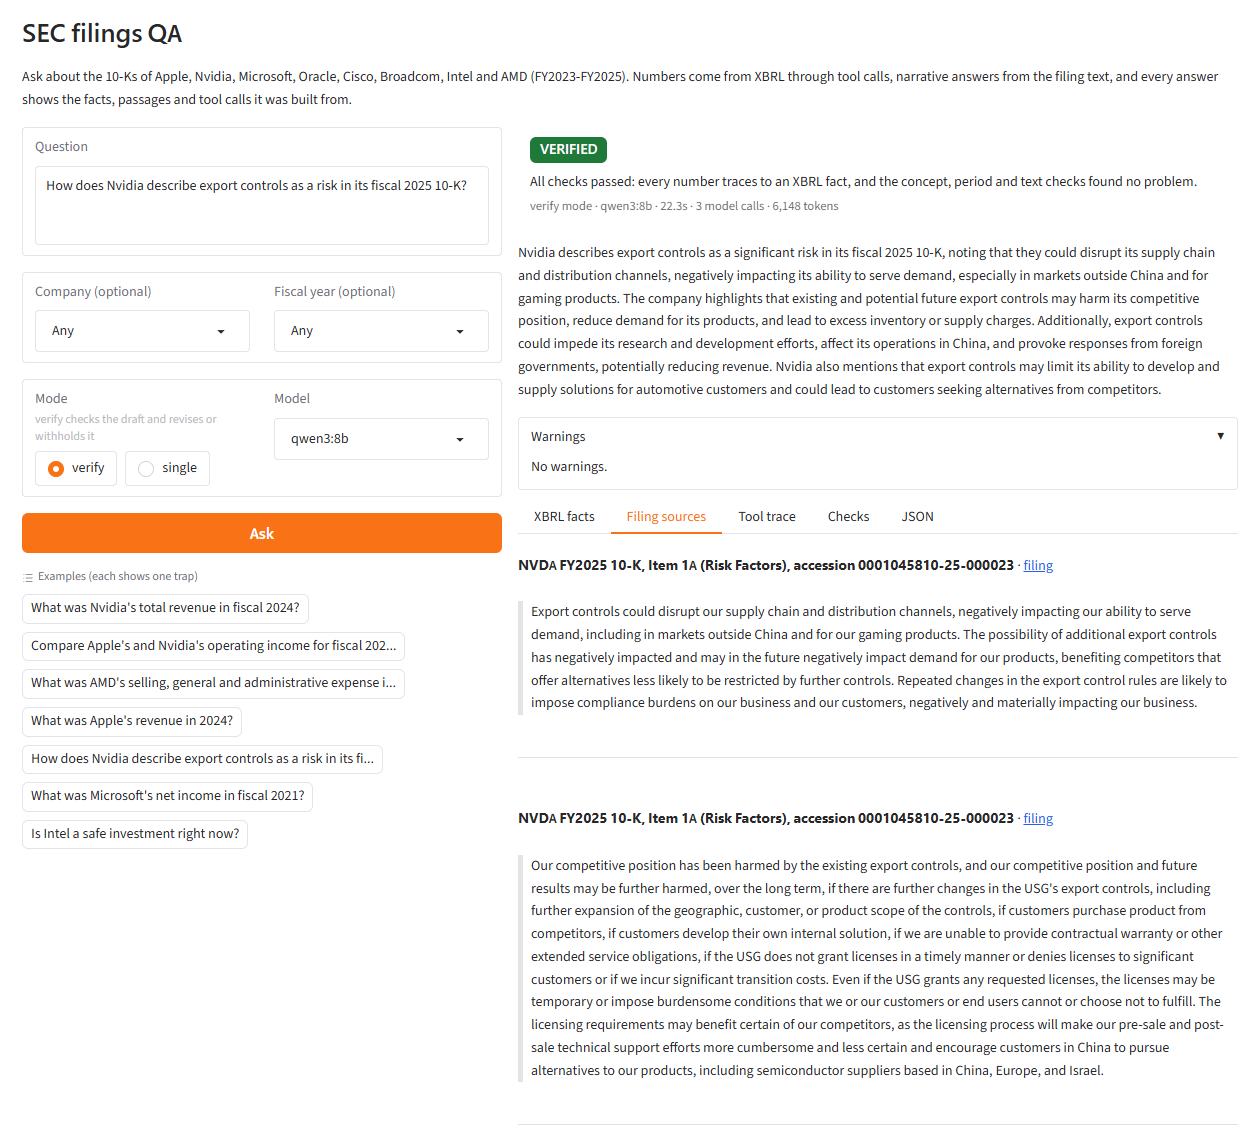 SEC filings QA
Ask about the 10-Ks of Apple, Nvidia, Microsoft, Oracle, Cisco, Broadcom, Intel and AMD (FY2023-FY2025). Numbers come from XBRL through tool calls, narrative answers from the filing text, and every answer
shows the facts, passages and tool calls it was built from.
Question
How does Nvidia describe export controls as a risk in its fiscal 2025 10-K?
Company (optional)
Fiscal year (optional)
Any
Any
Mode
verify checks the draft and revises or
withholds it
verify
single
Model
qwen3:8b
Ask
Examples (each shows one trap)
What was Nvidia's total revenue in fiscal 2024?
Compare Apple's and Nvidia's operating income for fiscal 202...
What was AMD's selling, general and administrative expense i...
What was Apple's revenue in 2024?
How does Nvidia describe export controls as a risk in its fi...
What was Microsoft's net income in fiscal 2021?
Is Intel a safe investment right now?
VERIFIED
All checks passed: every number traces to an XBRL fact, and the concept, period and text checks found no problem.
verify mode · qwen3:8b · 22.3s · 3 model calls · 6,148 tokens
Nvidia describes export controls as a significant risk in its fiscal 2025 10-K, noting that they could disrupt its supply chain
and distribution channels, negatively impacting its ability to serve demand, especially in markets outside China and for
gaming products. The company highlights that existing and potential future export controls may harm its competitive
position, reduce demand for its products, and lead to excess inventory or supply charges. Additionally, export controls
could impede its research and development efforts, affect its operations in China, and provoke responses from foreign
governments, potentially reducing revenue. Nvidia also mentions that export controls may limit its ability to develop and
supply solutions for automotive customers and could lead to customers seeking alternatives from competitors.
Warnings
No warnings.
XBRL facts
Filing sources
Tool trace
Checks
JSON
NVDA FY2025 10-K, Item 1A (Risk Factors), accession 0001045810-25-000023 · filing
Export controls could disrupt our supply chain and distribution channels, negatively impacting our ability to serve
demand, including in markets outside China and for our gaming products. The possibility of additional export controls
has negatively impacted and may in the future negatively impact demand for our products, benefiting competitors that
offer alternatives less likely to be restricted by further controls. Repeated changes in the export control rules are likely to
impose compliance burdens on our business and our customers, negatively and materially impacting our business.
NVDA FY2025 10-K, Item 1A (Risk Factors), accession 0001045810-25-000023 · filing
Our competitive position has been harmed by the existing export controls, and our competitive position and future
results may be further harmed, over the long term, if there are further changes in the USG's export controls, including
further expansion of the geographic, customer, or product scope of the controls, if customers purchase product from
competitors, if customers develop their own internal solution, if we are unable to provide contractual warranty or other
extended service obligations, if the USG does not grant licenses in a timely manner or denies licenses to significant
customers or if we incur significant transition costs. Even if the USG grants any requested licenses, the licenses may be
temporary or impose burdensome conditions that we or our customers or end users cannot or choose not to fulfill. The
licensing requirements may benefit certain of our competitors, as the licensing process will make our pre-sale and post-
sale technical support efforts more cumbersome and less certain and encourage customers in China to pursue
alternatives to our products, including semiconductor suppliers based in China, Europe, and Israel.